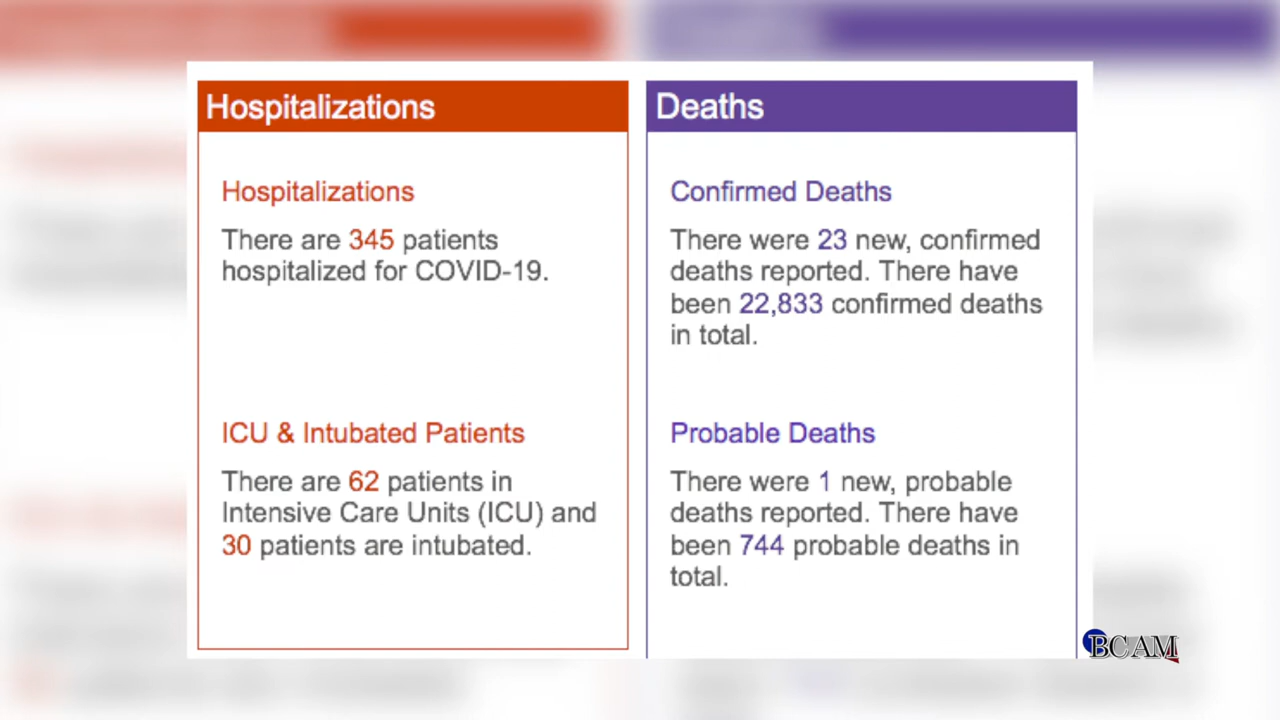 Hospitalizations
Hospitalizations
There are 345 patients
hospitalized for COVID-19.
ICU & Intubated Patients
There are 62 patients in
Intensive Care Units (ICU) and
30 patients are intubated.
Deaths
Confirmed Deaths
There were 23 new, confirmed
deaths reported. There have
been 22,833 confirmed deaths
in total.
Probable Deaths
There were 1 new, probable
deaths reported. There have
been 744 probable deaths in
total.
BCAM